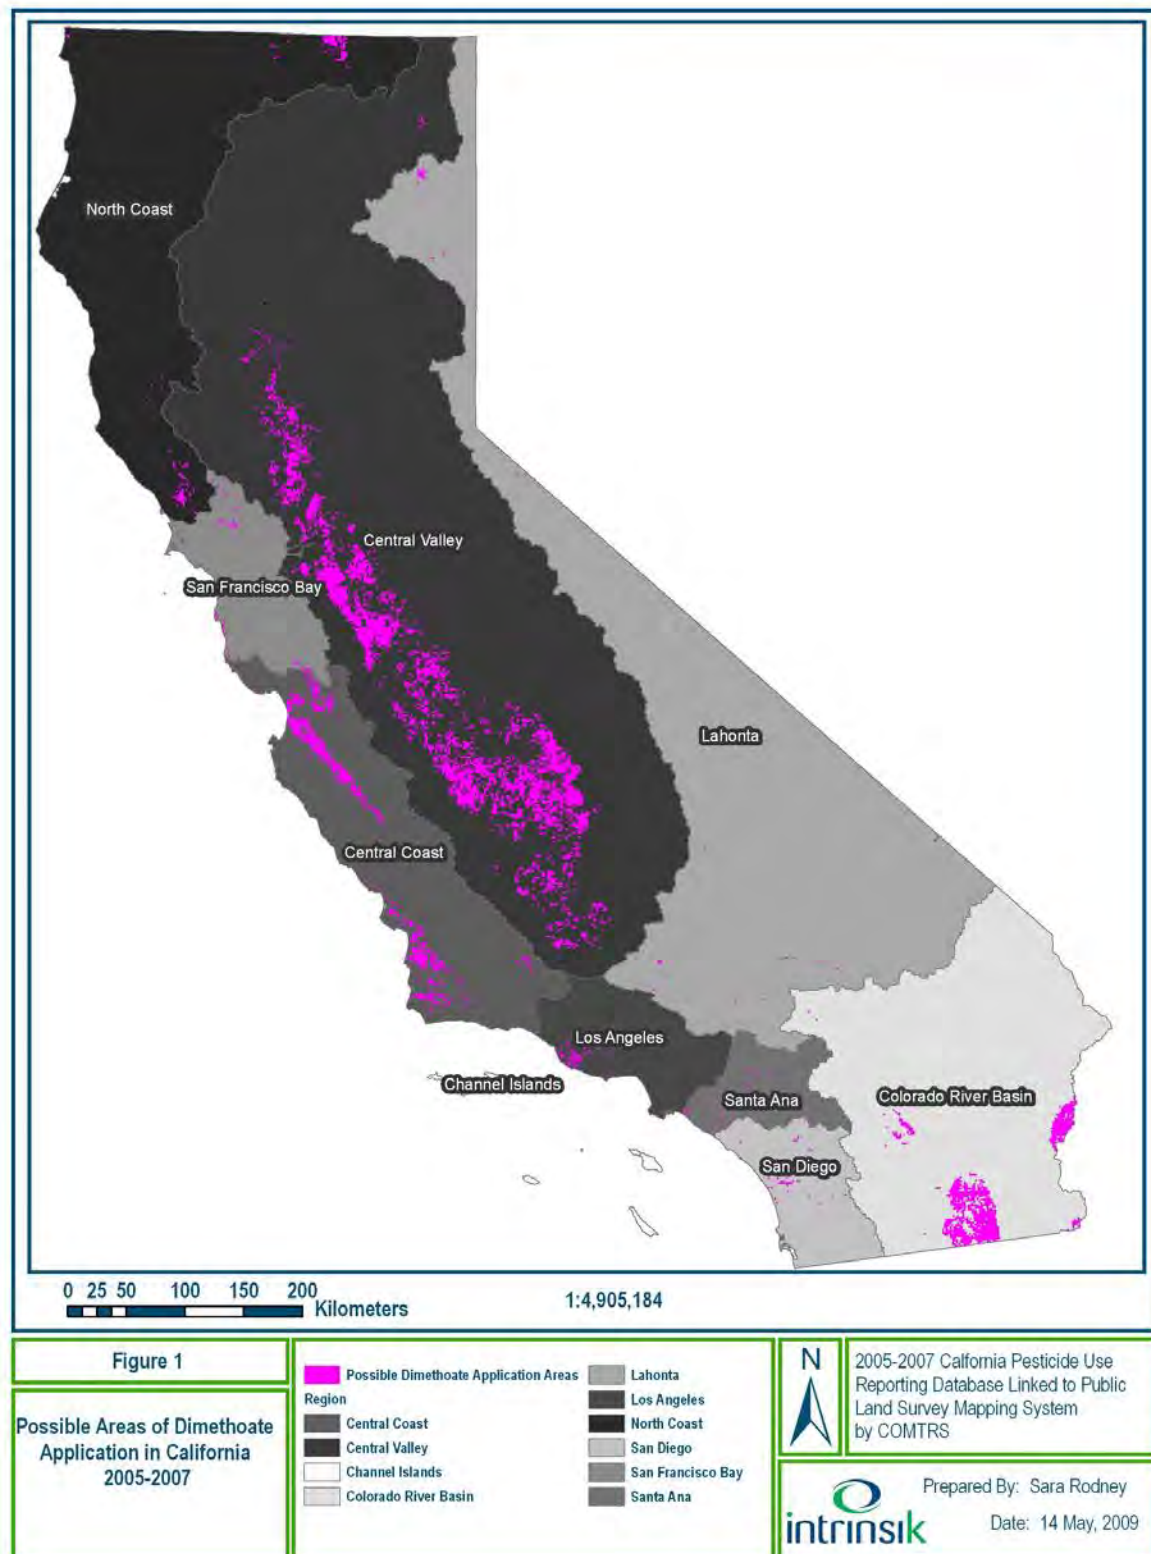 North Coast
Central Valley
San Francisco Bay
Lahonta
Central Coast
Los Angeles
Channel Islands
Santa Ana
Colorado River Basin
San Diego
0 25 50 100 150 200
Kilometers
1:4,905,184
Figure 1
Possible Areas of Dimethoate
Application in California
2005-2007
Possible Dimethoate Application Areas
Region
Central Coast
Central Valley
Channel Islands
Colorado River Basin
Lahonta
Los Angeles
North Coast
San Diego
San Francisco Bay
Santa Ana
N
2005-2007 Calfornia Pesticide Use
Reporting Database Linked to Public
Land Survey Mapping System
by COMTRS
intrinsik
Prepared By: Sara Rodney
Date: 14 May, 2009